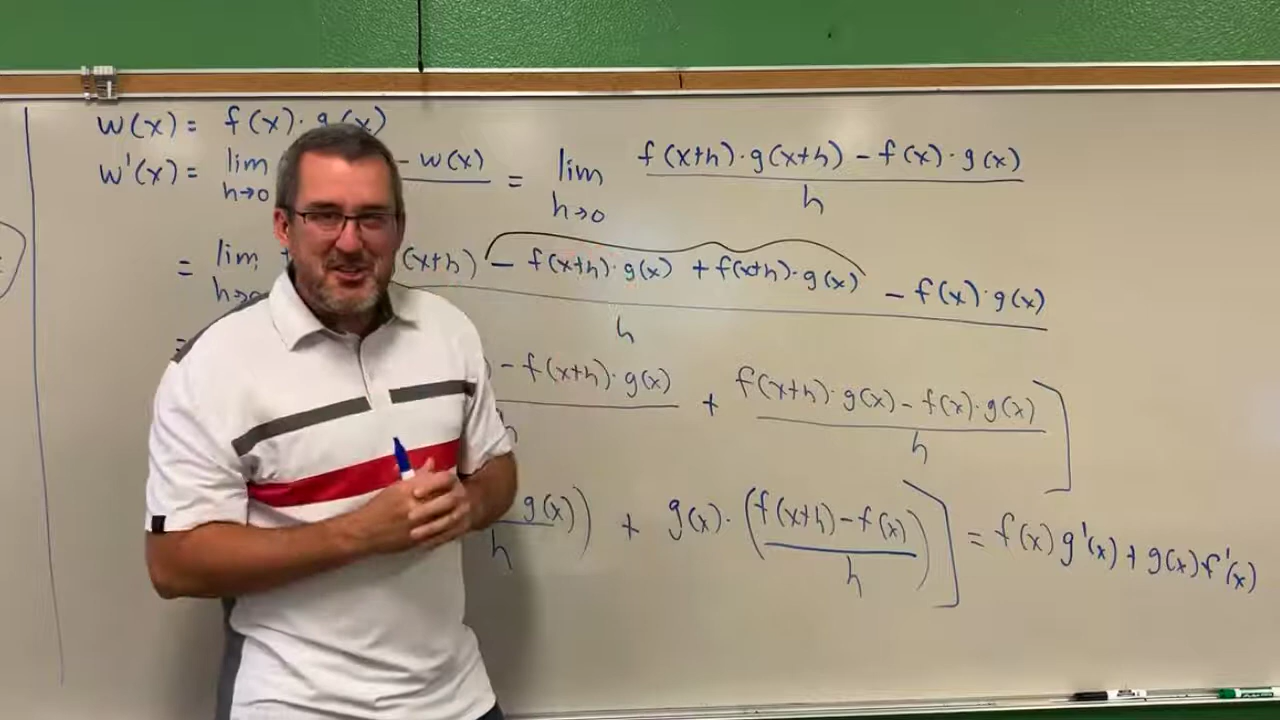 w(x) = f(x)·g(x)
w'(x) = lim h→0 - w(x) = lim h→0 f(x+h)·g(x+h) - f(x)·g(x) / h
= lim h→0 (x+h) - f(x+h)·g(x) + f(x+h)·g(x) - f(x)·g(x) / h
= - f(x+h)·g(x) / h + f(x+h)·g(x) - f(x)·g(x) / h ]
g(x)) / h + g(x)·(f(x+h) - f(x) / h) ] = f(x)g'(x) + g(x)f'(x)